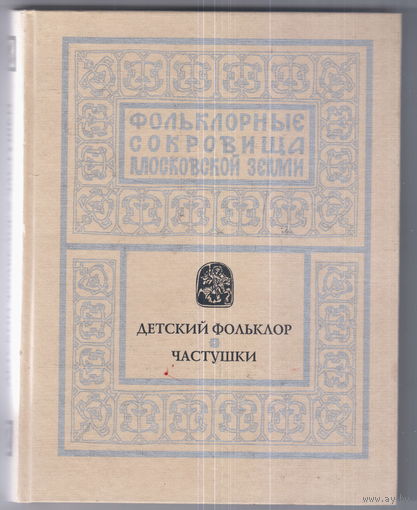 ФОЛЬКЛОРНЫЕ
СОКРОВИЩА
МОСКОВСКОЙ ЗЕМЛИ
ДЕТСКИЙ ФОЛЬКЛОР
ЧАСТУШКИ